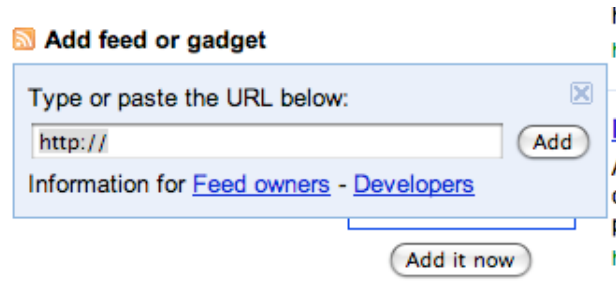 Add feed or gadget
Type or paste the URL below:
http://
Add
Information for Feed owners - Developers
Add it now